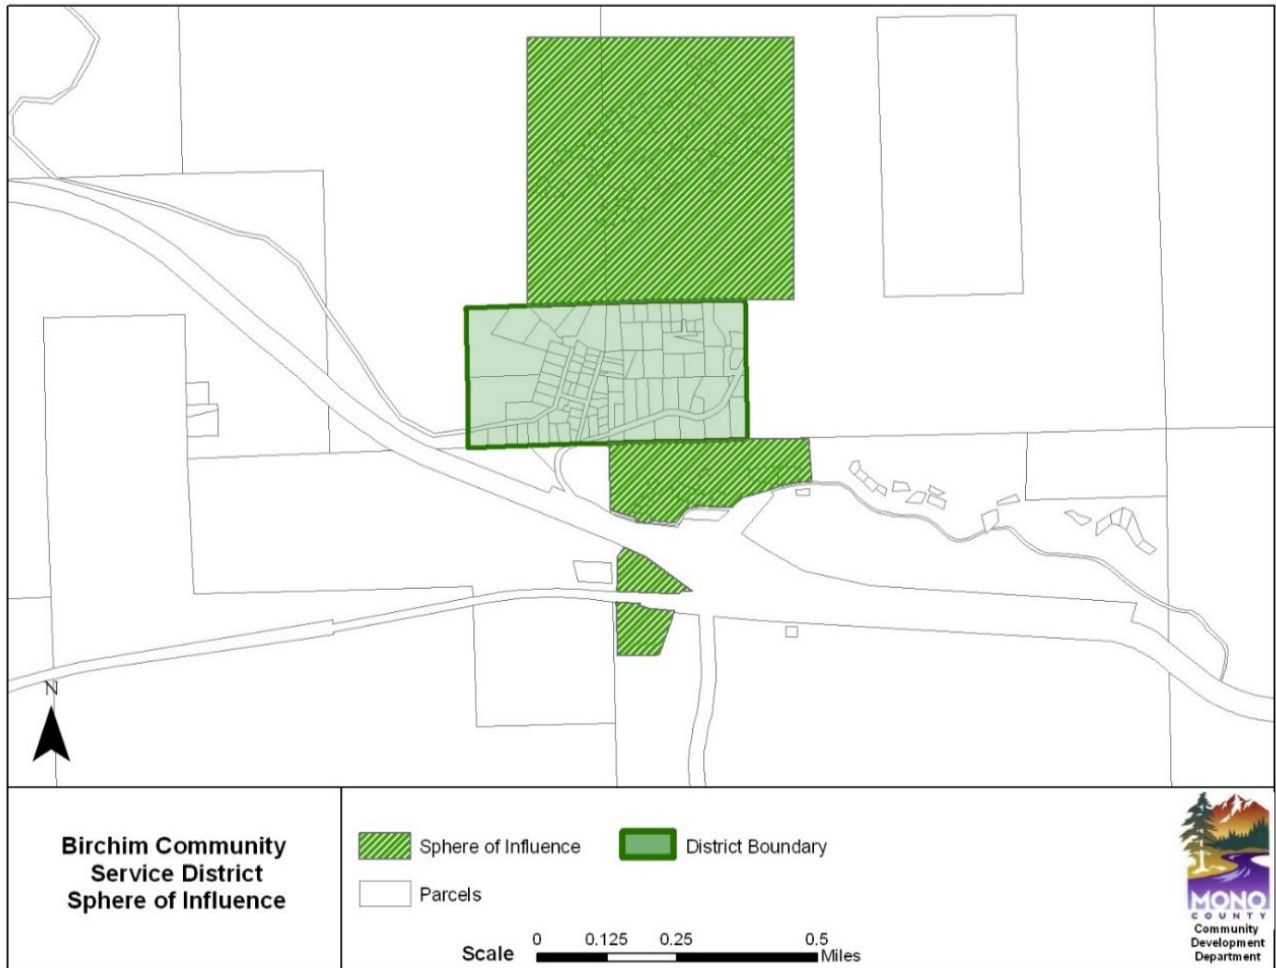 N
Birchim Community
Service District
Sphere of Influence
Sphere of Influence
District Boundary
Parcels
Scale
0 0.125 0.25 0.5
Miles
MONO
COUNTY
Community
Development
Department